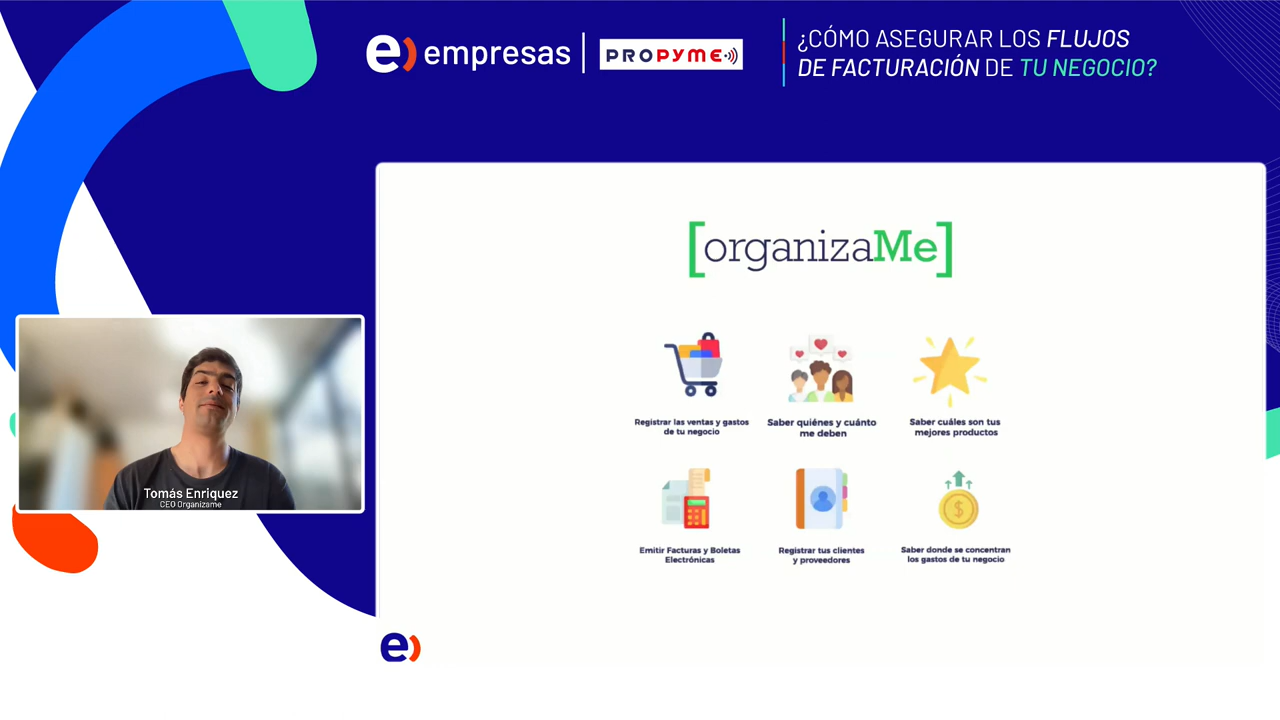 e) empresas
PROPYME
¿CÓMO ASEGURAR LOS FLUJOS
DE FACTURACIÓN DE TU NEGOCIO?
[organizaMe]
Registrar las ventas y gastos
de tu negocio
Saber quiénes y cuánto
me deben
Saber cuáles son tus
mejores productos
Emitir Facturas y Boletas
Electrónicas
Registrar tus clientes
y proveedores
Saber donde se concentran
los gastos de tu negocio
Tomás Enriquez
CEO Organizame
e)